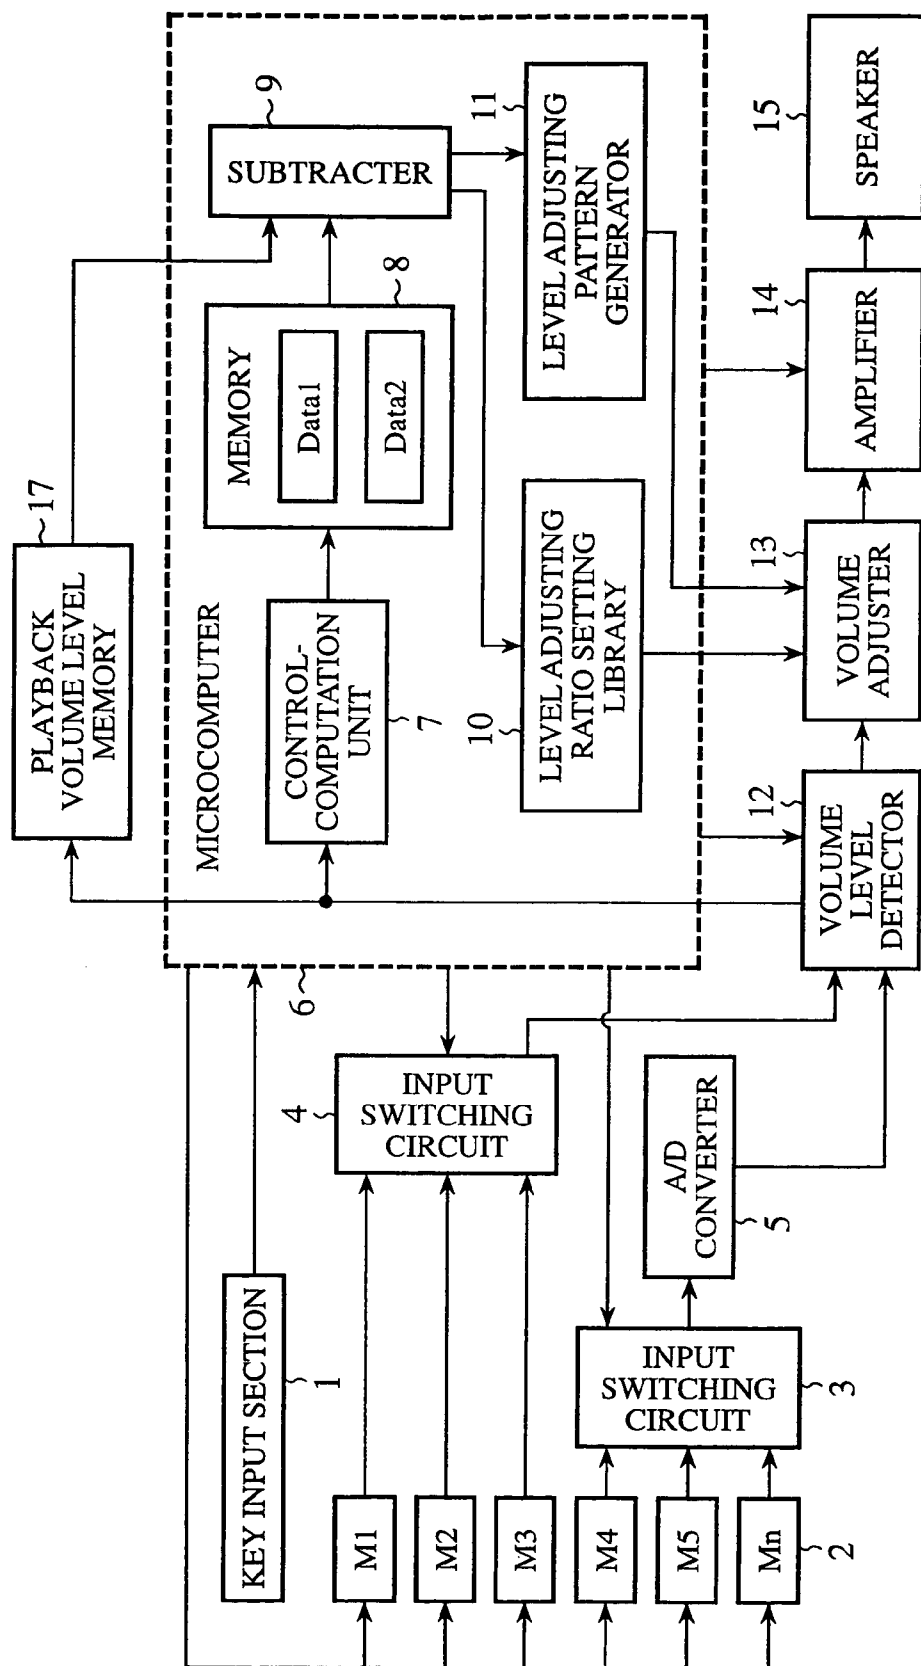 PLAYBACK
VOLUME LEVEL
MEMORY
17
MICROCOMPUTER
6
CONTROL-
COMPUTATION
UNIT
7
MEMORY
Data1
Data2
8
SUBTRACTER
9
LEVEL ADJUSTING
RATIO SETTING
LIBRARY
10
LEVEL ADJUSTING
PATTERN
GENERATOR
11
KEY INPUT SECTION
1
M1
M2
M3
M4
M5
Mn
2
INPUT
SWITCHING
CIRCUIT
4
INPUT
SWITCHING
CIRCUIT
3
A/D
CONVERTER
5
VOLUME
LEVEL
DETECTOR
12
VOLUME
ADJUSTER
13
AMPLIFIER
14
SPEAKER
15